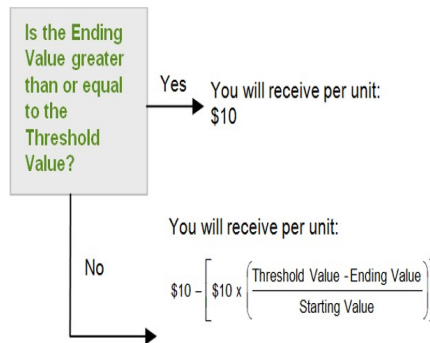 Is the Ending
Value greater
than or equal
to the
Threshold
Value?
Yes
You will receive per unit:
$10
You will receive per unit:
No
$10 – [ $10 x ( Threshold Value - Ending Value
Starting Value ) ]